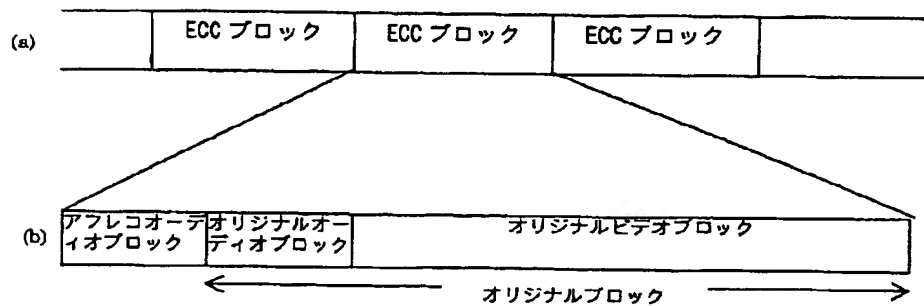 (a)
ECC ブロック
ECC ブロック
ECC ブロック
(b)
アフレコオーデ
ィオブロック
オリジナルオー
ディオブロック
オリジナルビデオブロック
オリジナルブロック